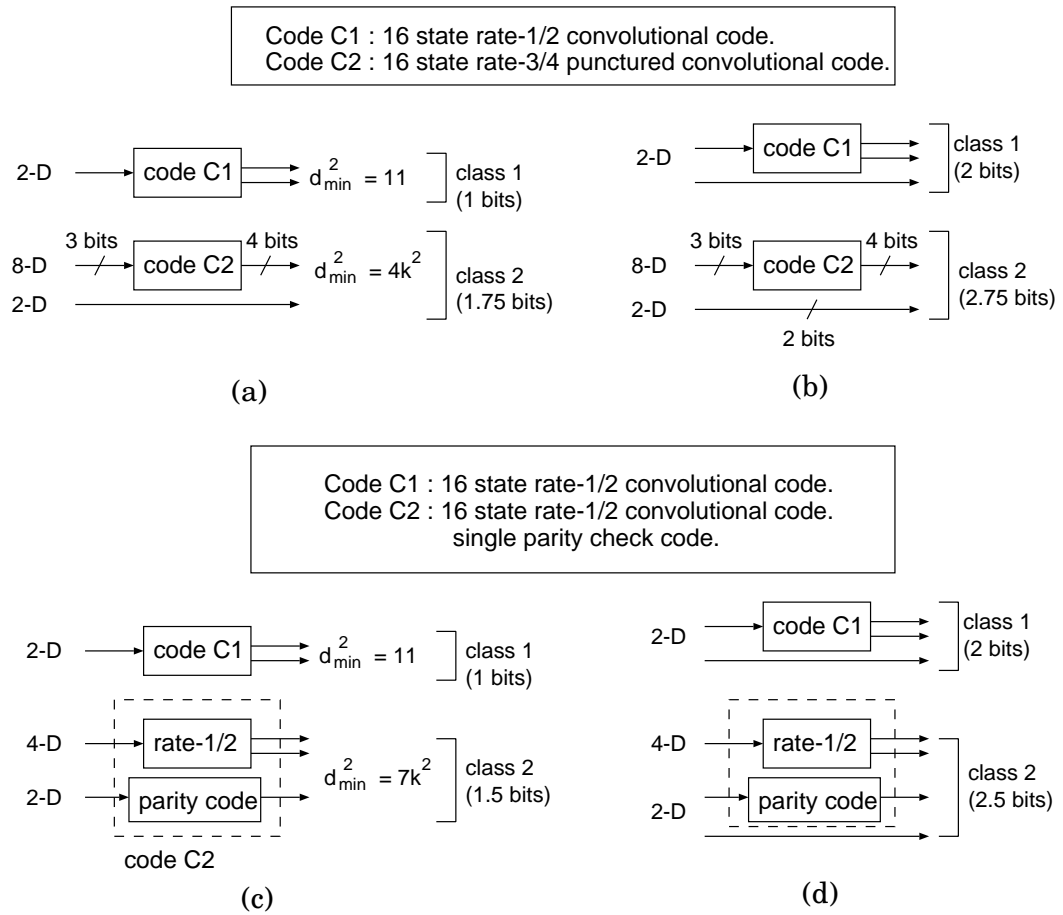 Code C1 : 16 state rate-1/2 convolutional code.
Code C2 : 16 state rate-3/4 punctured convolutional code.
2-D
code C1
d²min = 11
class 1
(1 bits)
3 bits
4 bits
8-D
code C2
d²min = 4k²
2-D
class 2
(1.75 bits)
(a)
2-D
code C1
class 1
(2 bits)
3 bits
4 bits
8-D
code C2
2-D
2 bits
class 2
(2.75 bits)
(b)
Code C1 : 16 state rate-1/2 convolutional code.
Code C2 : 16 state rate-1/2 convolutional code.
single parity check code.
2-D
code C1
d²min = 11
class 1
(1 bits)
4-D
rate-1/2
2-D
parity code
d²min = 7k²
class 2
(1.5 bits)
code C2
(c)
2-D
code C1
class 1
(2 bits)
4-D
rate-1/2
2-D
parity code
class 2
(2.5 bits)
(d)